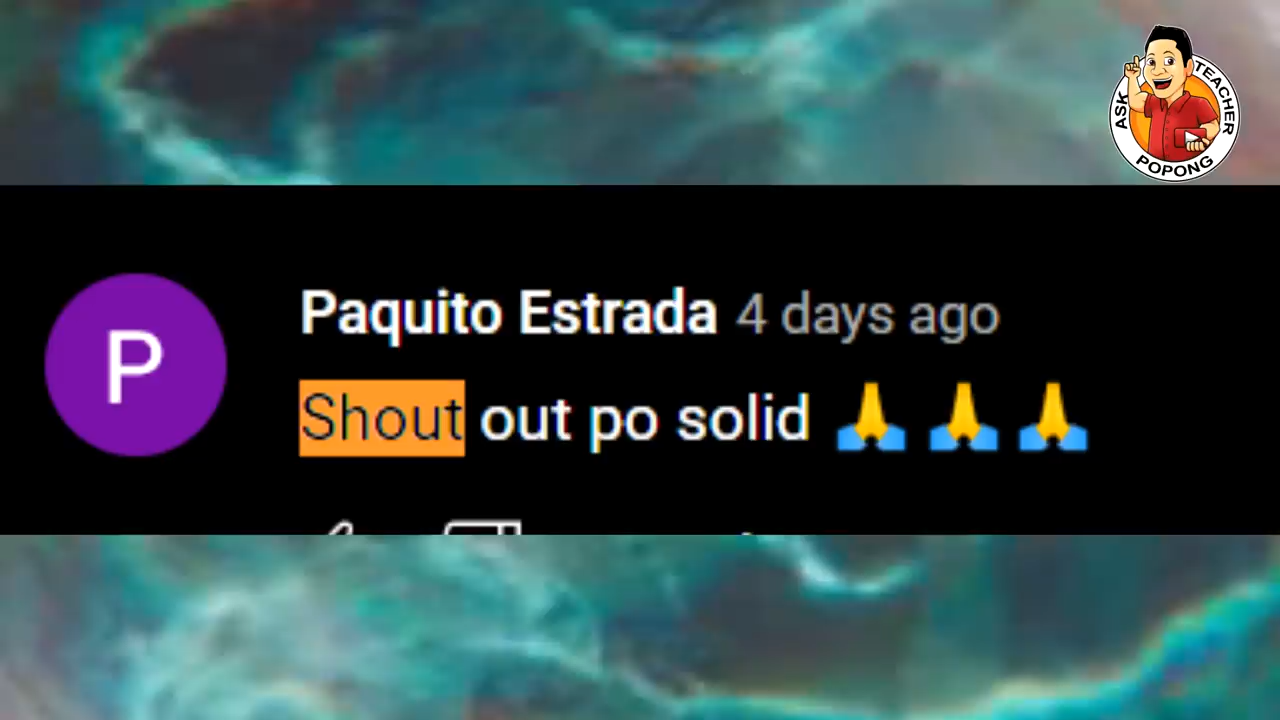 ASK TEACHER POPONG
P
Paquito Estrada 4 days ago
Shout out po solid 🙏 🙏 🙏